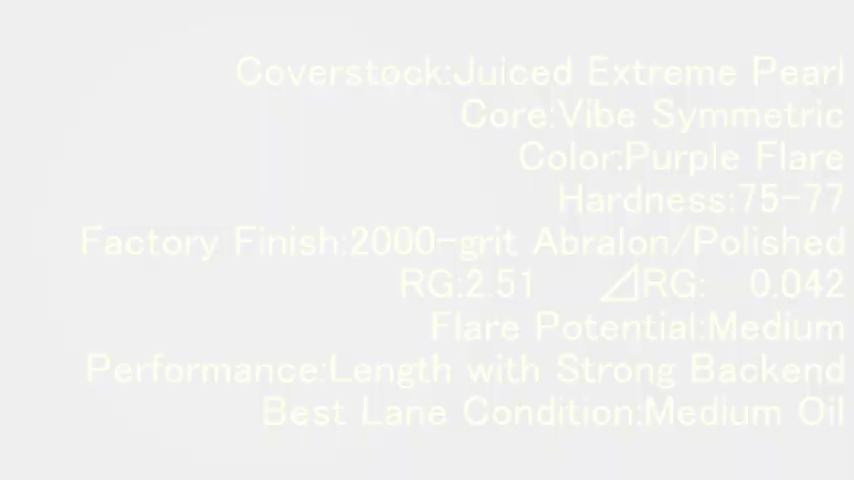 Coverstock:Juiced Extreme Pearl
Core:Vibe Symmetric
Color:Purple Flare
Hardness:75-77
Factory Finish:2000-grit Abralon/Polished
RG:2.51 ⊿RG: 0.042
Flare Potential:Medium
Performance:Length with Strong Backend
Best Lane Condition:Medium Oil